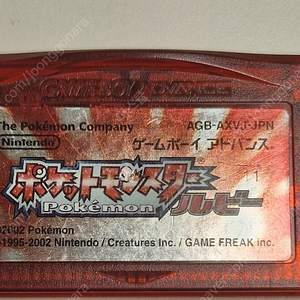 GAME BOY ADVANCE
The Pokémon Company AGB-AXVJ-JPN
Nintendo ゲームボーイ アドバンス
ポケットモンスター
Pokémon ルビー
1
©2002 Pokémon
©1995-2002 Nintendo / Creatures inc. / GAME FREAK inc.